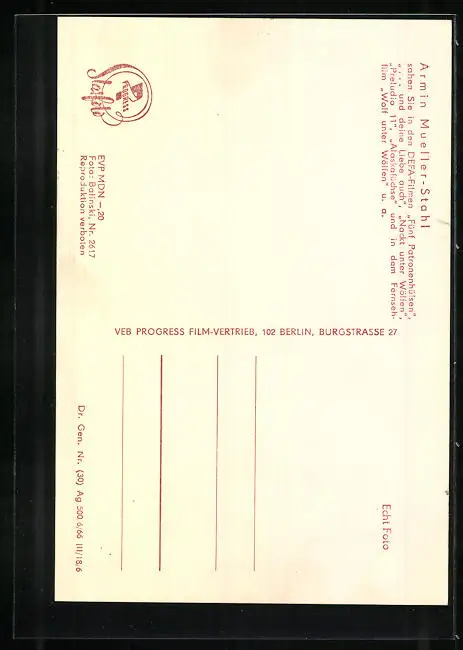 Armin Mueller-Stahl
sahen Sie in den DEFA-Filmen „Fünf Patronenhülsen“,
„... und deine Liebe auch“, „Nackt unter Wölfen“,
„Preludio 11“, „Alaskafüchse“ und in dem Fernseh-
film „Wolf unter Wölfen“ u. a.
PROGRESS
Starfoto
EVP MDN –,20
Foto: Balinski, Nr. 2617
Reproduktion verboten
VEB PROGRESS FILM-VERTRIEB, 102 BERLIN, BURGSTRASSE 27
Echt Foto
Dr. Gen. Nr. (30) Ag 500 6/66 III/18/6